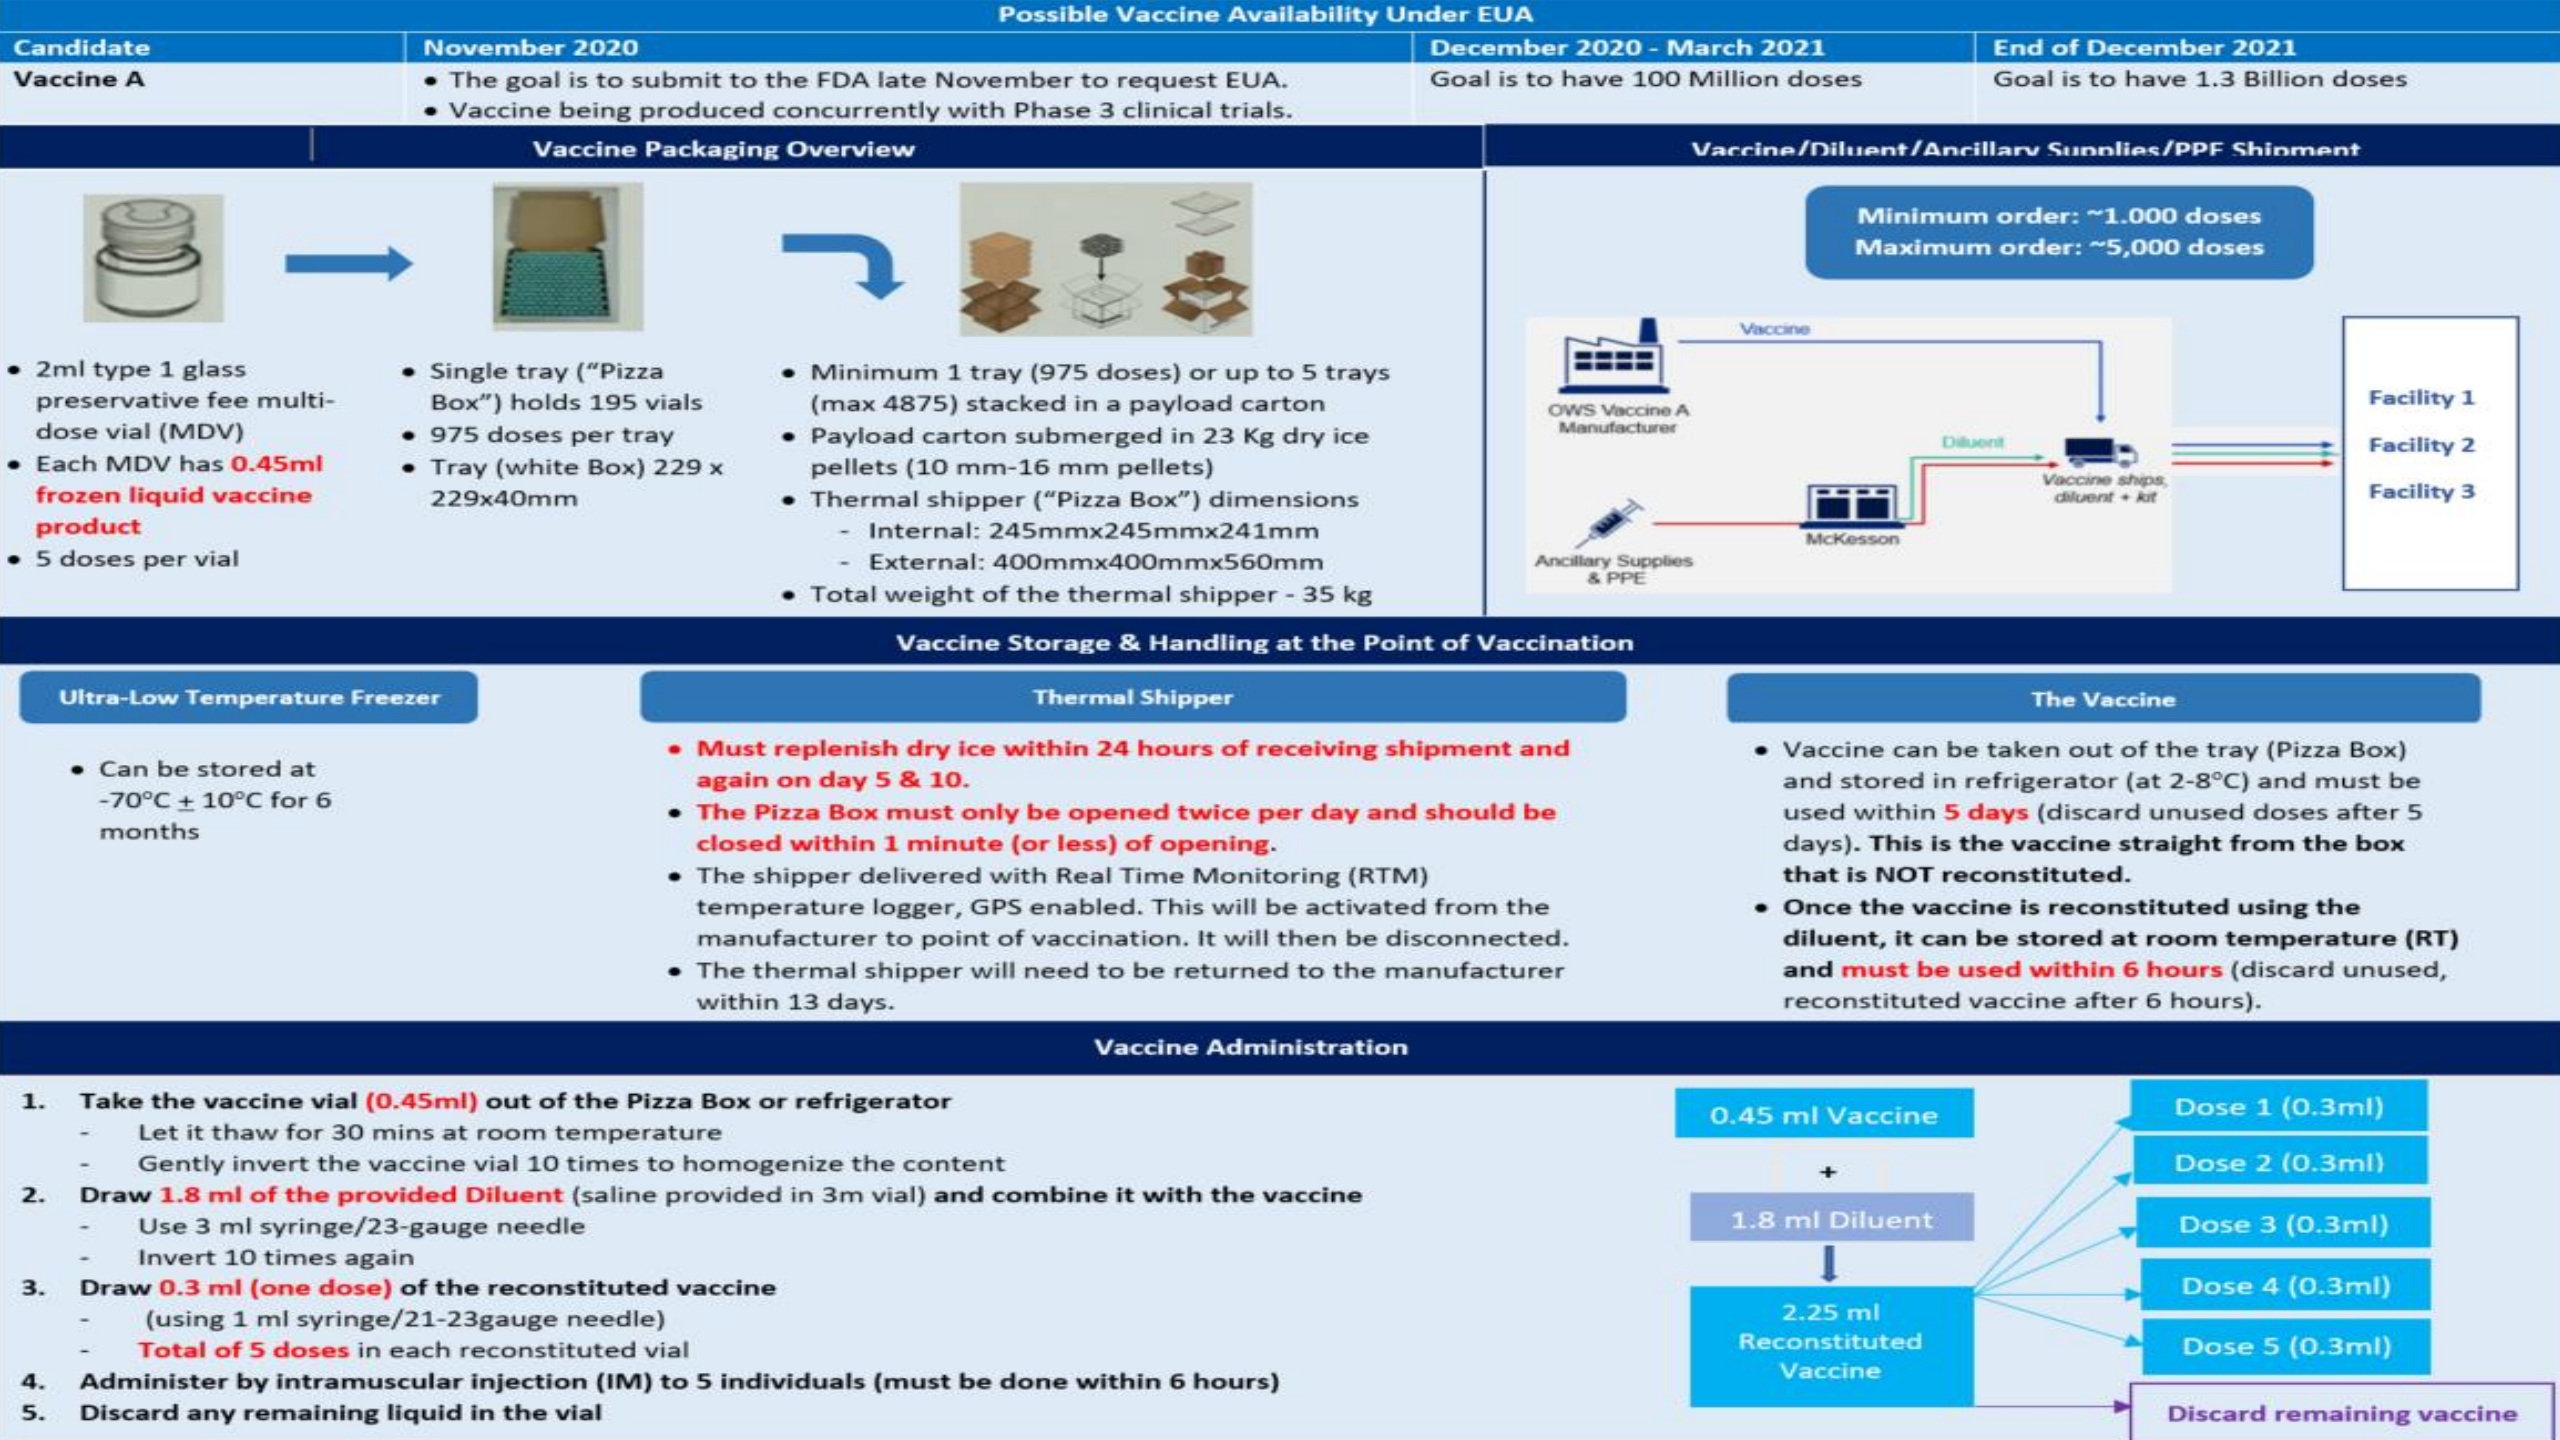 Possible Vaccine Availability Under EUA
Candidate
November 2020
December 2020 - March 2021
End of December 2021
Vaccine A
• The goal is to submit to the FDA late November to request EUA.
• Vaccine being produced concurrently with Phase 3 clinical trials.
Goal is to have 100 Million doses
Goal is to have 1.3 Billion doses
Vaccine Packaging Overview
• 2ml type 1 glass
preservative fee multi-
dose vial (MDV)
• Each MDV has 0.45ml
frozen liquid vaccine
product
• 5 doses per vial
• Single tray (“Pizza
Box”) holds 195 vials
• 975 doses per tray
• Tray (white Box) 229 x
229x40mm
• Minimum 1 tray (975 doses) or up to 5 trays
(max 4875) stacked in a payload carton
• Payload carton submerged in 23 Kg dry ice
pellets (10 mm-16 mm pellets)
• Thermal shipper (“Pizza Box”) dimensions
- Internal: 245mmx245mmx241mm
- External: 400mmx400mmx560mm
• Total weight of the thermal shipper - 35 kg
Vaccine/Diluent/Ancillary Supplies/PPE Shipment
Minimum order: ~1.000 doses
Maximum order: ~5,000 doses
Vaccine
OWS Vaccine A
Manufacturer
Diluent
Vaccine ships,
diluent + kit
McKesson
Ancillary Supplies
& PPE
Facility 1
Facility 2
Facility 3
Vaccine Storage & Handling at the Point of Vaccination
Ultra-Low Temperature Freezer
• Can be stored at
-70°C ± 10°C for 6
months
Thermal Shipper
• Must replenish dry ice within 24 hours of receiving shipment and
again on day 5 & 10.
• The Pizza Box must only be opened twice per day and should be
closed within 1 minute (or less) of opening.
• The shipper delivered with Real Time Monitoring (RTM)
temperature logger, GPS enabled. This will be activated from the
manufacturer to point of vaccination. It will then be disconnected.
• The thermal shipper will need to be returned to the manufacturer
within 13 days.
The Vaccine
• Vaccine can be taken out of the tray (Pizza Box)
and stored in refrigerator (at 2-8°C) and must be
used within 5 days (discard unused doses after 5
days). This is the vaccine straight from the box
that is NOT reconstituted.
• Once the vaccine is reconstituted using the
diluent, it can be stored at room temperature (RT)
and must be used within 6 hours (discard unused,
reconstituted vaccine after 6 hours).
Vaccine Administration
1. Take the vaccine vial (0.45ml) out of the Pizza Box or refrigerator
- Let it thaw for 30 mins at room temperature
- Gently invert the vaccine vial 10 times to homogenize the content
2. Draw 1.8 ml of the provided Diluent (saline provided in 3m vial) and combine it with the vaccine
- Use 3 ml syringe/23-gauge needle
- Invert 10 times again
3. Draw 0.3 ml (one dose) of the reconstituted vaccine
- (using 1 ml syringe/21-23gauge needle)
- Total of 5 doses in each reconstituted vial
4. Administer by intramuscular injection (IM) to 5 individuals (must be done within 6 hours)
5. Discard any remaining liquid in the vial
0.45 ml Vaccine
+
1.8 ml Diluent
2.25 ml
Reconstituted
Vaccine
Dose 1 (0.3ml)
Dose 2 (0.3ml)
Dose 3 (0.3ml)
Dose 4 (0.3ml)
Dose 5 (0.3ml)
Discard remaining vaccine